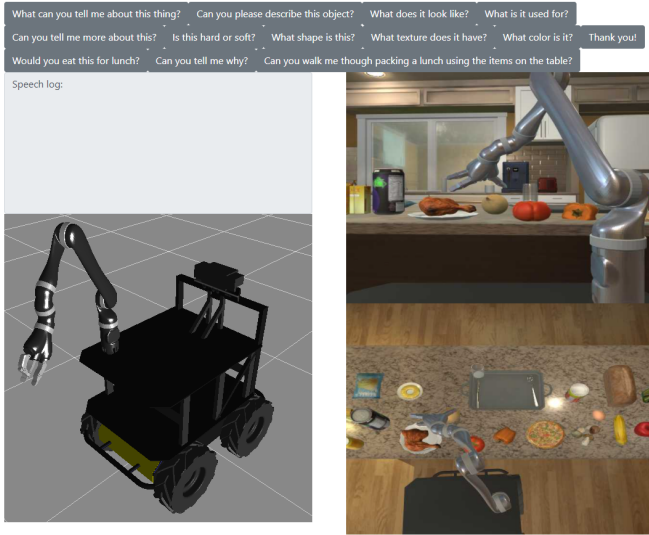 What can you tell me about this thing? Can you please describe this object? What does it look like? What is it used for?
Can you tell me more about this? Is this hard or soft? What shape is this? What texture does it have? What color is it? Thank you!
Would you eat this for lunch? Can you tell me why? Can you walk me though packing a lunch using the items on the table?
Speech log: